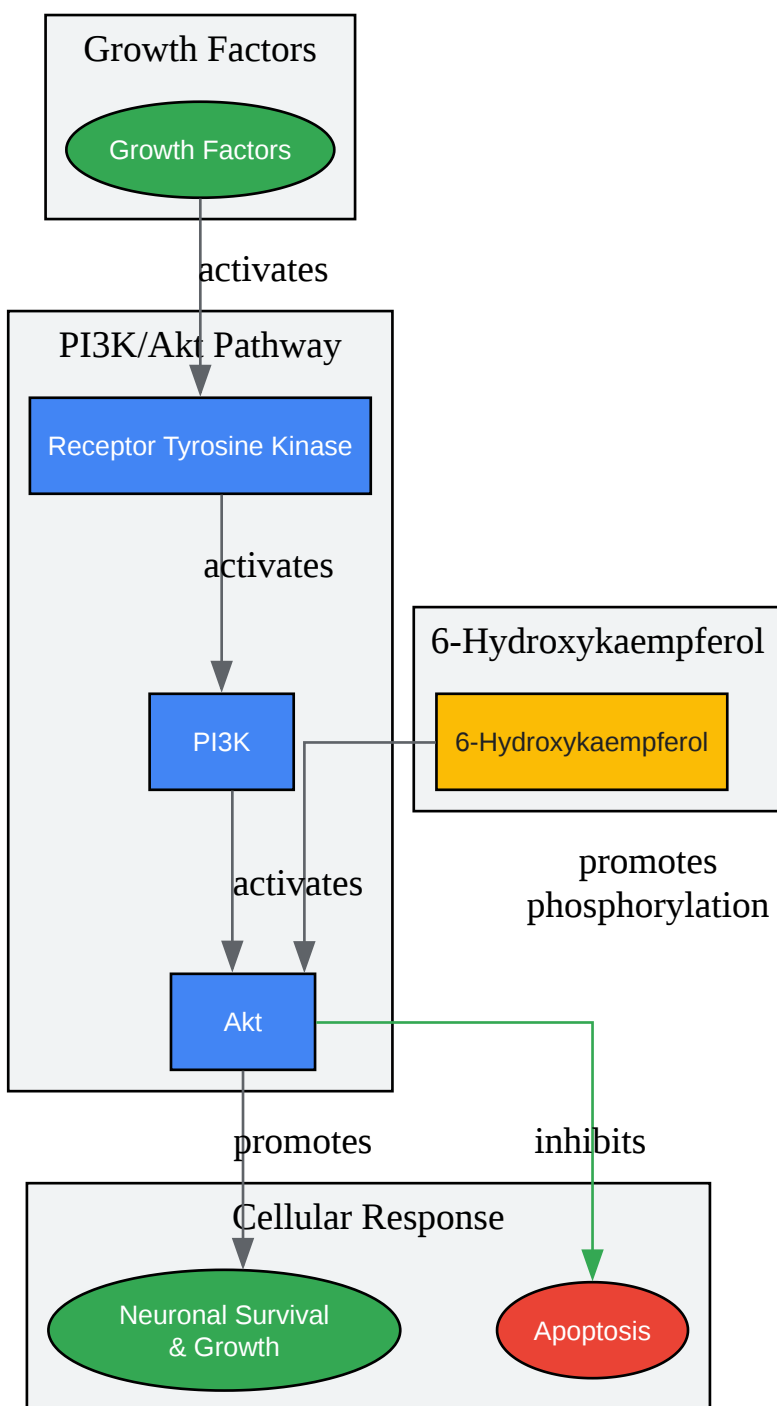 Growth Factors
Growth Factors
activates
PI3K/Akt Pathway
Receptor Tyrosine Kinase
activates
6-Hydroxykaempferol
6-Hydroxykaempferol
PI3K
activates
promotes
phosphorylation
Akt
promotes
inhibits
Cellular Response
Neuronal Survival
& Growth
Apoptosis